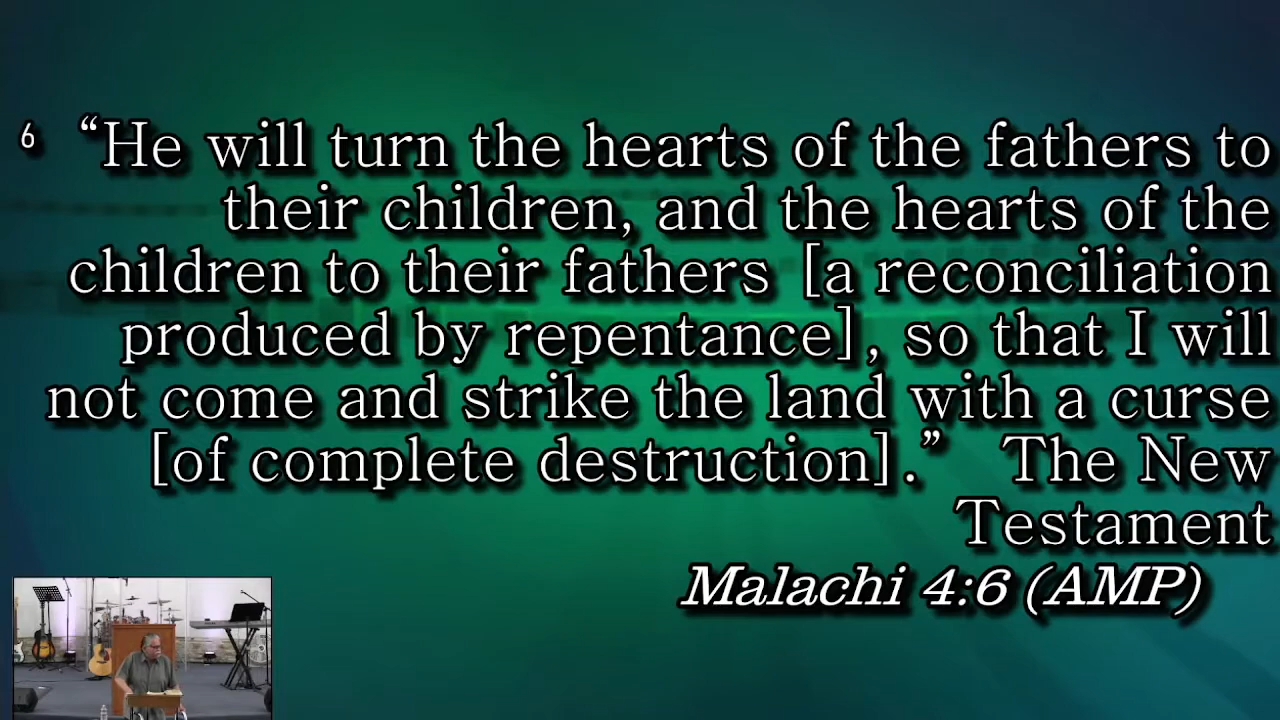 6 “He will turn the hearts of the fathers to
their children, and the hearts of the
children to their fathers [a reconciliation
produced by repentance], so that I will
not come and strike the land with a curse
[of complete destruction].” The New
Testament
Malachi 4:6 (AMP)